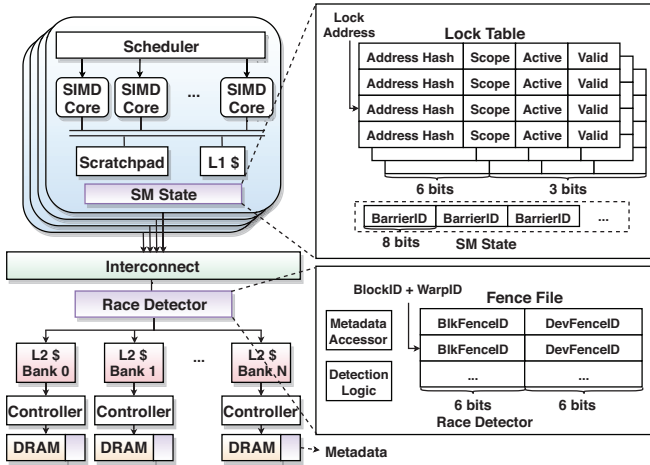 Scheduler
SIMD Core
SIMD Core
...
SIMD Core
Scratchpad
L1 $
SM State
Interconnect
Race Detector
L2 $ Bank 0
L2 $ Bank 1
...
L2 $ Bank N
Controller
Controller
Controller
DRAM
DRAM
DRAM
Metadata
Lock Address
Lock Table
Address Hash Scope Active Valid
Address Hash Scope Active Valid
Address Hash Scope Active Valid
Address Hash Scope Active Valid
6 bits
3 bits
BarrierID BarrierID BarrierID ...
8 bits
SM State
BlockID + WarpID
Fence File
Metadata Accessor
Detection Logic
BlkFenceID DevFenceID
BlkFenceID DevFenceID
... ...
6 bits
6 bits
Race Detector